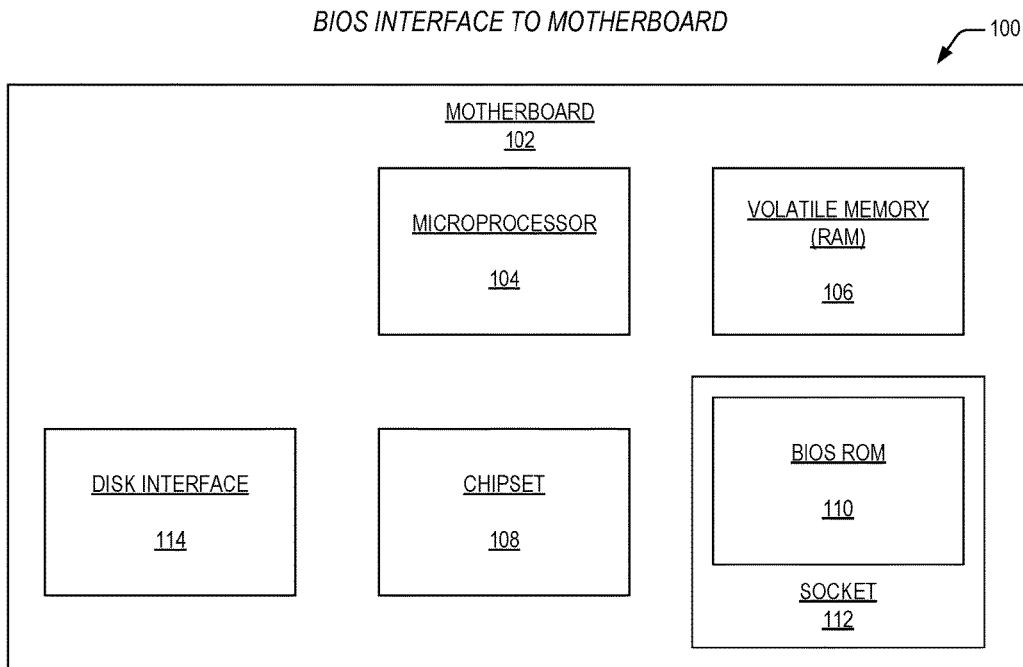 BIOS INTERFACE TO MOTHERBOARD
100
MOTHERBOARD
102
MICROPROCESSOR
104
VOLATILE MEMORY
(RAM)
106
DISK INTERFACE
114
CHIPSET
108
BIOS ROM
110
SOCKET
112